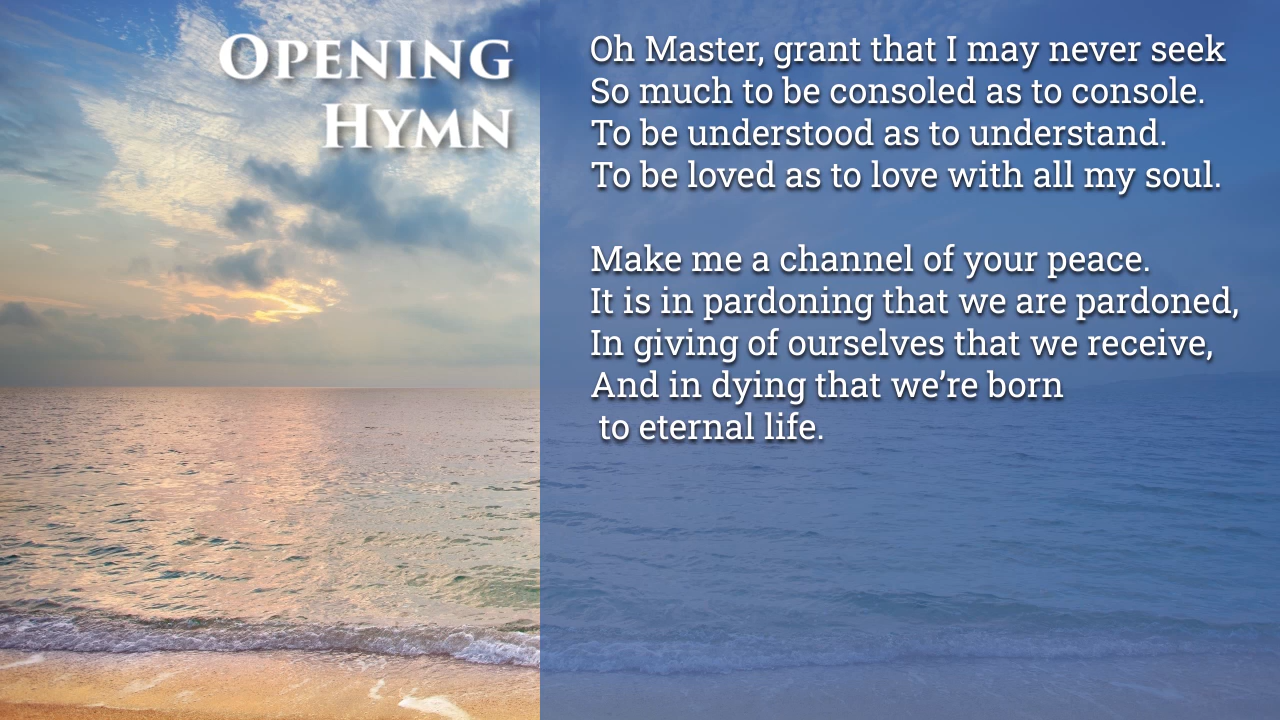 Opening
Hymn
Oh Master, grant that I may never seek
So much to be consoled as to console.
To be understood as to understand.
To be loved as to love with all my soul.
Make me a channel of your peace.
It is in pardoning that we are pardoned,
In giving of ourselves that we receive,
And in dying that we’re born
to eternal life.